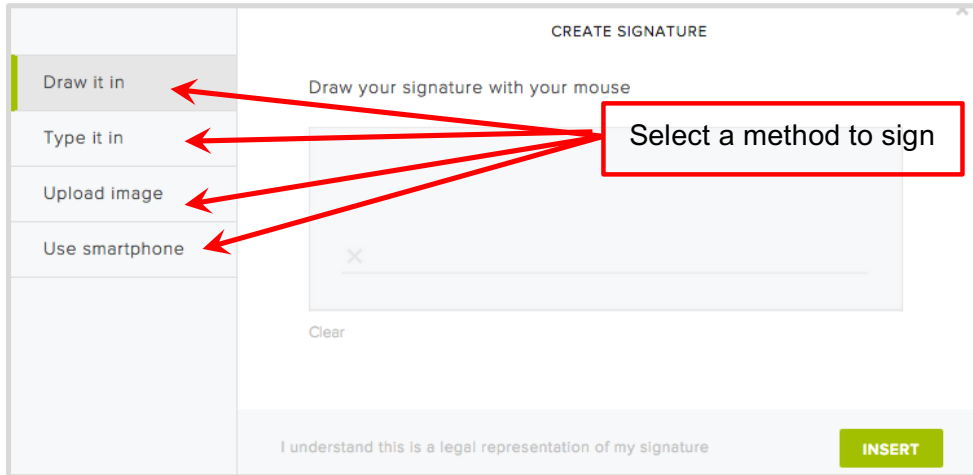 CREATE SIGNATURE
Draw it in
Type it in
Upload image
Use smartphone
Draw your signature with your mouse
Select a method to sign
Clear
I understand this is a legal representation of my signature
INSERT